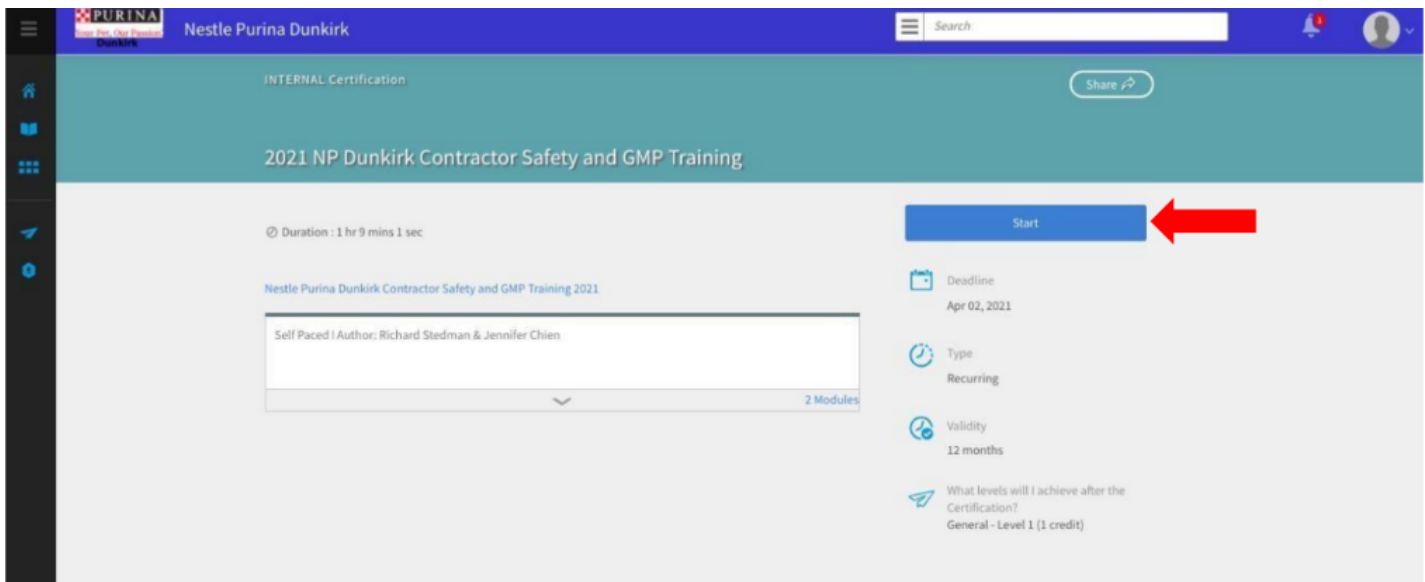 PURINA
Your Pet, Our Passion.
Dunkirk
Nestle Purina Dunkirk
Search
INTERNAL Certification
Share
2021 NP Dunkirk Contractor Safety and GMP Training
Start
Duration : 1 hr 9 mins 1 sec
Nestle Purina Dunkirk Contractor Safety and GMP Training 2021
Self Paced | Author: Richard Stedman & Jennifer Chien
2 Modules
Deadline
Apr 02, 2021
Type
Recurring
Validity
12 months
What levels will I achieve after the
Certification?
General - Level 1 (1 credit)